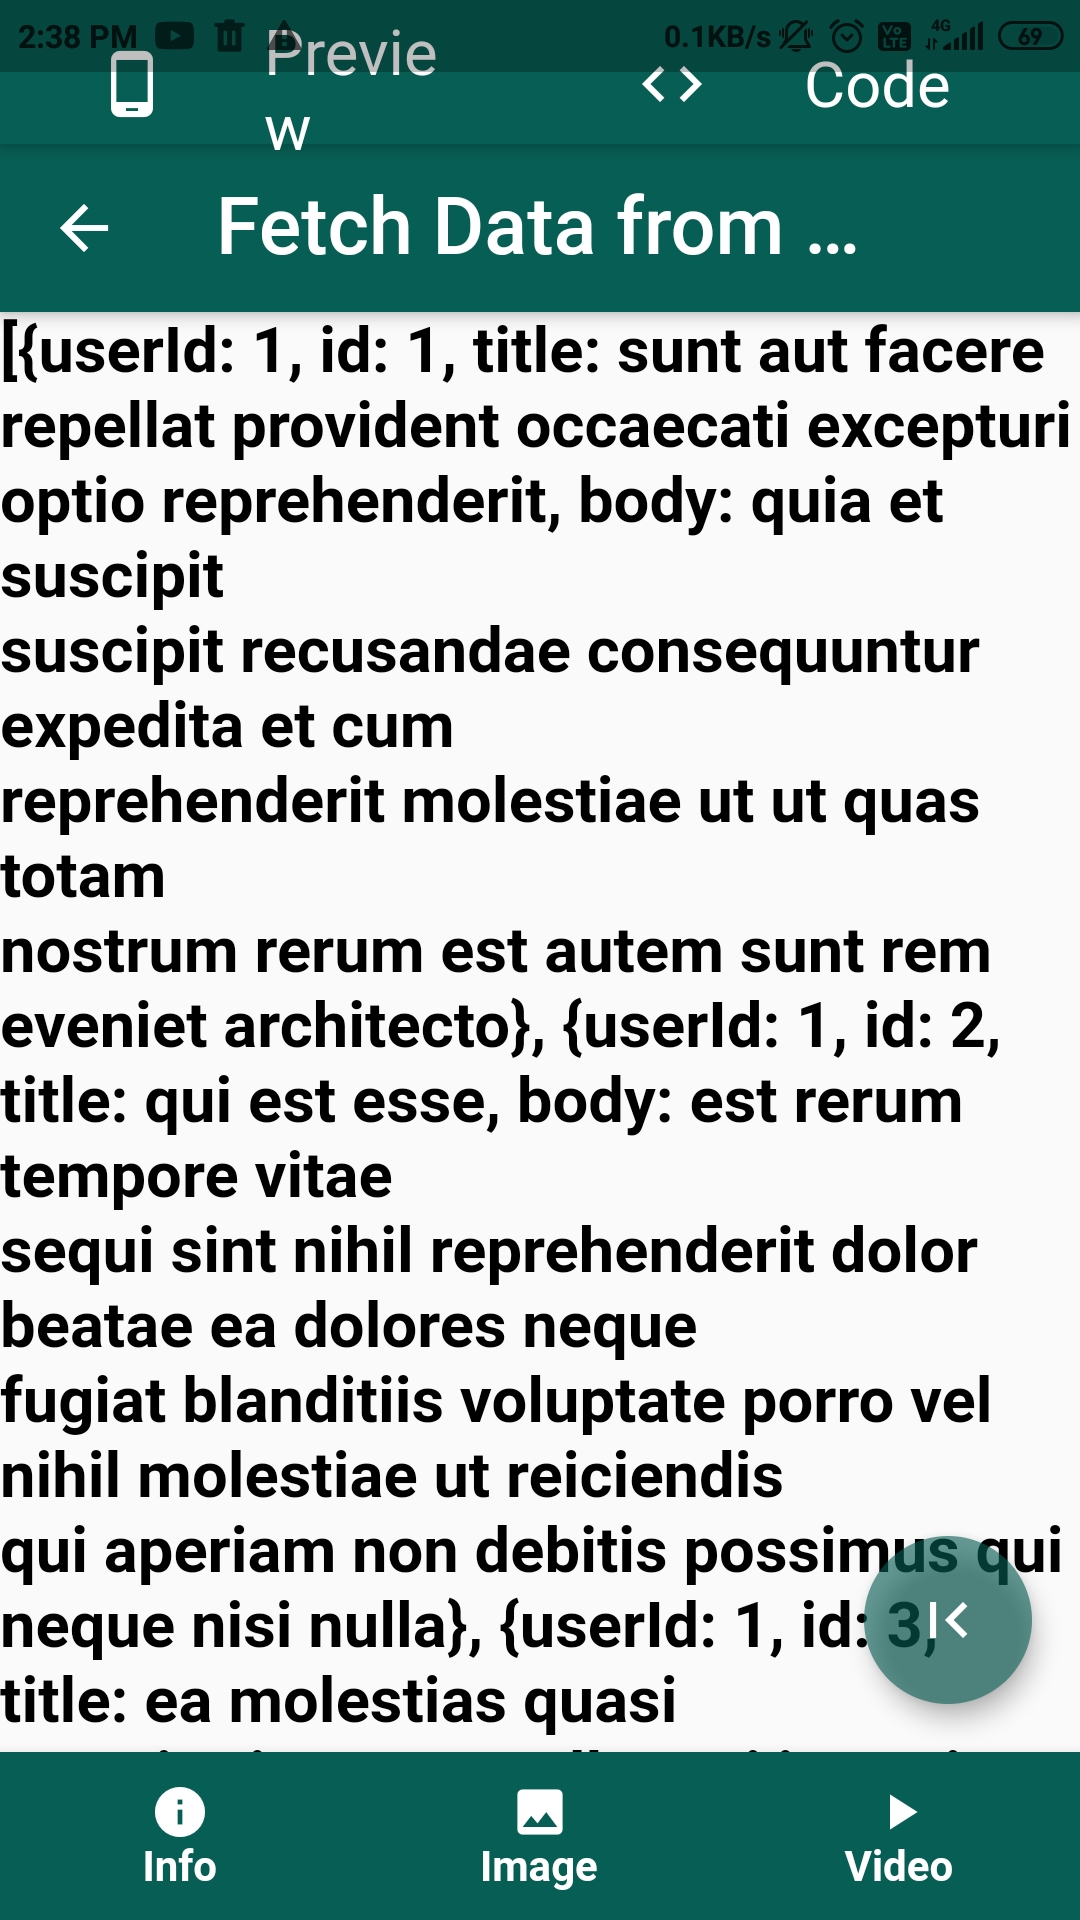 2:38 PM 0.1KB/s Vo LTE 4G 69
Previe
w
Code
Fetch Data from ...
[{userId: 1, id: 1, title: sunt aut facere
repellat provident occaecati excepturi
optio reprehenderit, body: quia et
suscipit
suscipit recusandae consequuntur
expedita et cum
reprehenderit molestiae ut ut quas
totam
nostrum rerum est autem sunt rem
eveniet architecto}, {userId: 1, id: 2,
title: qui est esse, body: est rerum
tempore vitae
sequi sint nihil reprehenderit dolor
beatae ea dolores neque
fugiat blanditiis voluptate porro vel
nihil molestiae ut reiciendis
qui aperiam non debitis possimus qui
neque nisi nulla}, {userId: 1, id: 3,
title: ea molestias quasi
Info Image Video